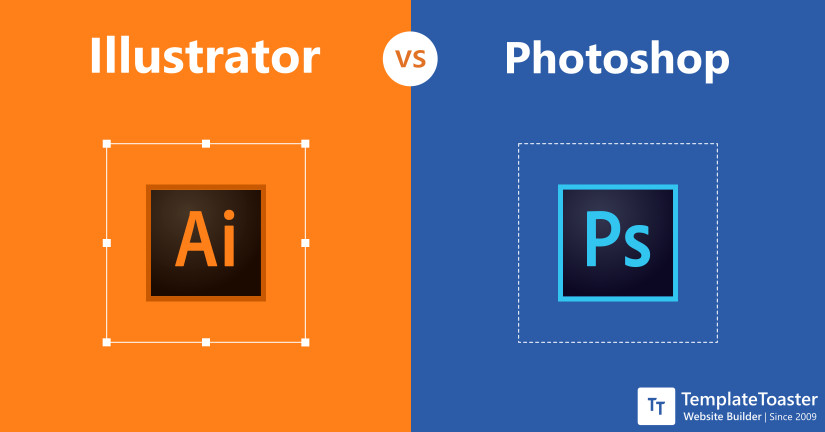 Illustrator
VS
Photoshop
Ai
Ps
TT
TemplateToaster
Website Builder | Since 2009